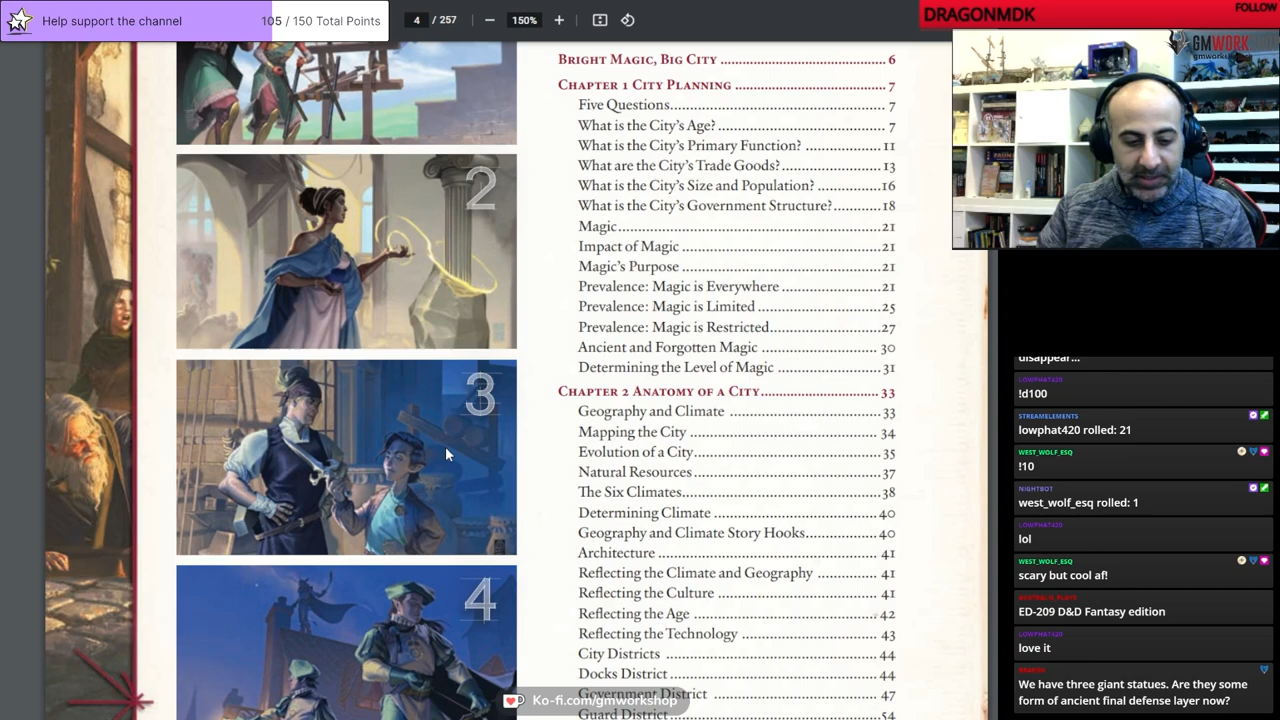 Help support the channel
105 / 150 Total Points
4 / 257
150%
DRAGONMDK
FOLLOW
GMWORK
BRIGHT MAGIC, BIG CITY 6
CHAPTER 1 CITY PLANNING 7
Five Questions 7
What is the City's Age? 7
What is the City's Primary Function? 11
What are the City's Trade Goods? 13
What is the City's Size and Population? 16
What is the City's Government Structure? 18
Magic 21
Impact of Magic 21
Magic's Purpose 21
Prevalence: Magic is Everywhere 21
Prevalence: Magic is Limited 25
Prevalence: Magic is Restricted 27
Ancient and Forgotten Magic 30
Determining the Level of Magic 31
CHAPTER 2 ANATOMY OF A CITY 33
Geography and Climate 33
Mapping the City 34
Evolution of a City 35
Natural Resources 37
The Six Climates 38
Determining Climate 40
Geography and Climate Story Hooks 40
Architecture 41
Reflecting the Climate and Geography 41
Reflecting the Culture 41
Reflecting the Age 42
Reflecting the Technology 43
City Districts 44
Docks District 44
Government District 47
Guard District 54
2
3
4
Ko-fi.com/gmworkshop
disappear...
LOWPHAT420
!d100
STREAMELEMENTS
lowphat420 rolled: 21
WEST_WOLF_ESQ
!10
NIGHTBOT
west_wolf_esq rolled: 1
LOWPHAT420
lol
WEST_WOLF_ESQ
scary but cool af!
ED-209 D&D Fantasy edition
LOWPHAT420
love it
We have three giant statues. Are they some
form of ancient final defense layer now?